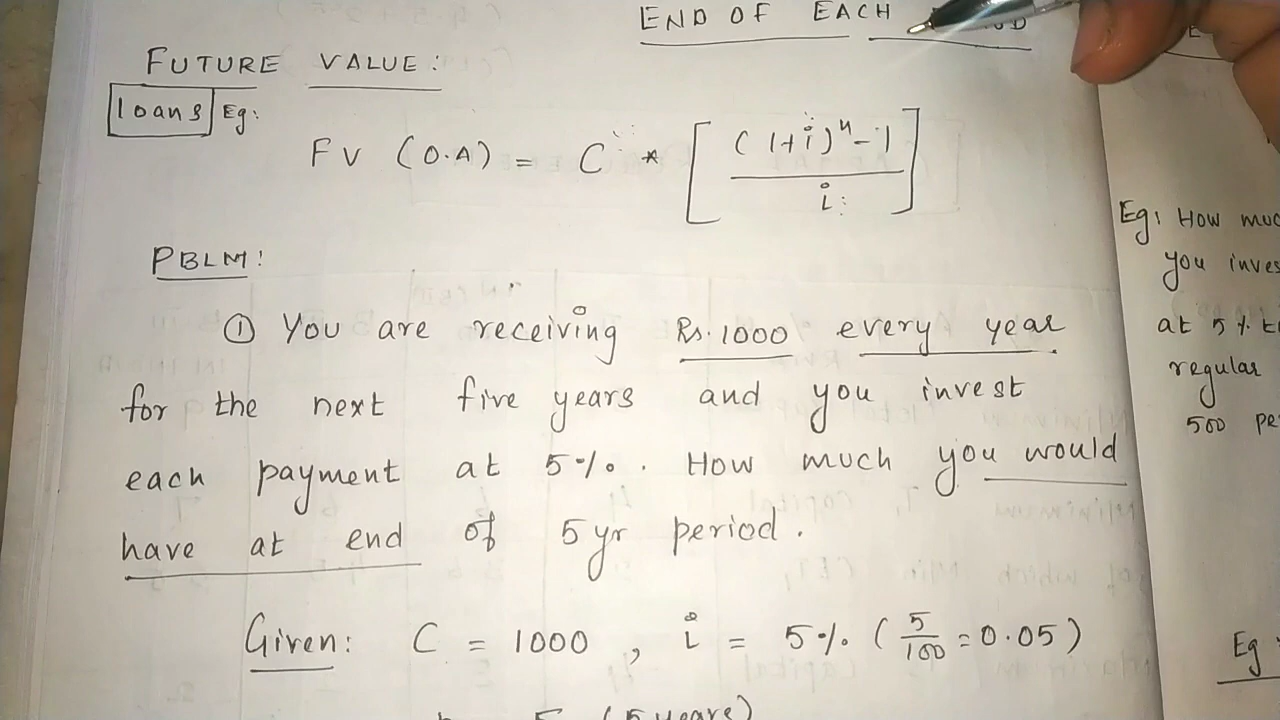 END OF EACH
FUTURE VALUE:
loans Eg:
FV (O.A) = C * [ ((1+i)^n - 1) / i ]
PBLM:
① You are receiving Rs. 1000 every year
for the next five years and you invest
each payment at 5%. How much you would
have at end of 5 yr period.
Given: C = 1000, i = 5% (5/100 = 0.05)
5 (5 years)
Eg: How
you
at 5%
regular
500
Eg